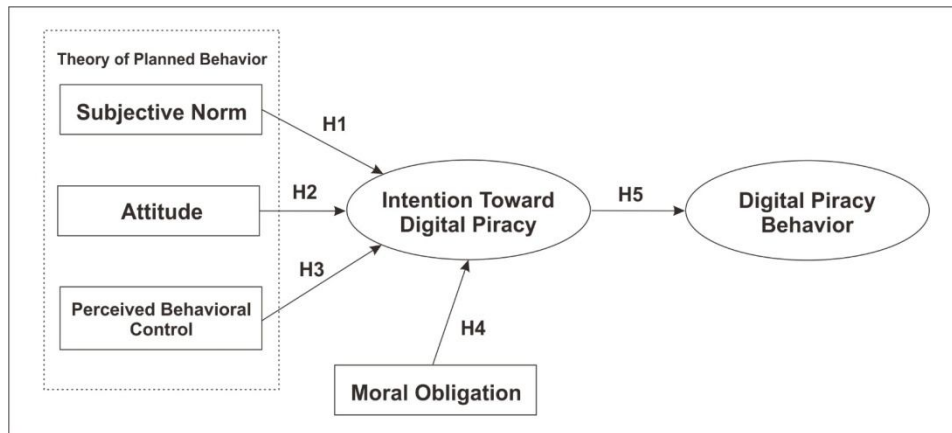 Theory of Planned Behavior
Subjective Norm
H1
Attitude
H2
Intention Toward
Digital Piracy
H5
Digital Piracy
Behavior
H3
Perceived Behavioral
Control
H4
Moral Obligation